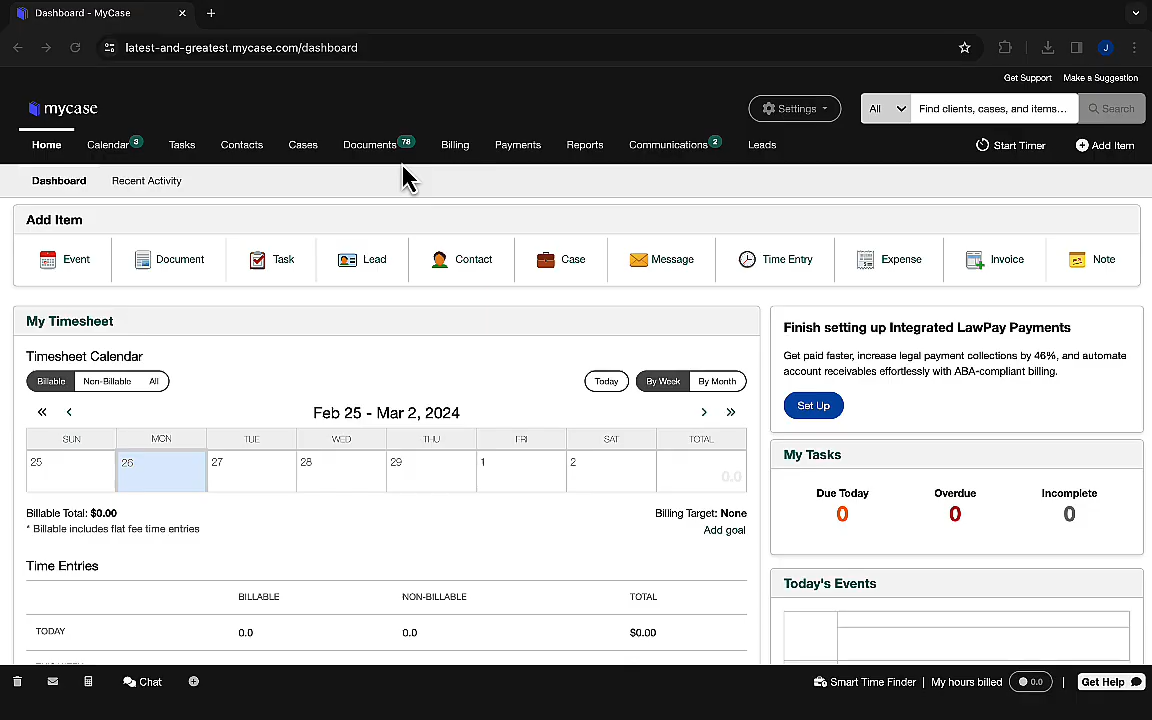 Dashboard - MyCase
latest-and-greatest.mycase.com/dashboard
J
Get Support Make a Suggestion
mycase
Settings
All
Find clients, cases, and items...
Search
Home Calendar 3 Tasks Contacts Cases Documents 78 Billing Payments Reports Communications 2 Leads Start Timer Add Item
Dashboard Recent Activity
Add Item
Event Document Task Lead Contact Case Message Time Entry Expense Invoice Note
My Timesheet
Timesheet Calendar
Billable Non-Billable All Today By Week By Month
Feb 25 - Mar 2, 2024
SUN MON TUE WED THU FRI SAT TOTAL
25 26 27 28 29 1 2
0.0
Billable Total: $0.00 Billing Target: None
* Billable includes flat fee time entries Add goal
Time Entries
BILLABLE NON-BILLABLE TOTAL
TODAY 0.0 0.0 $0.00
Finish setting up Integrated LawPay Payments
Get paid faster, increase legal payment collections by 46%, and automate
account receivables effortlessly with ABA-compliant billing.
Set Up
My Tasks
Due Today Overdue Incomplete
0 0 0
Today's Events
Chat
Smart Time Finder | My hours billed 0.0 | Get Help